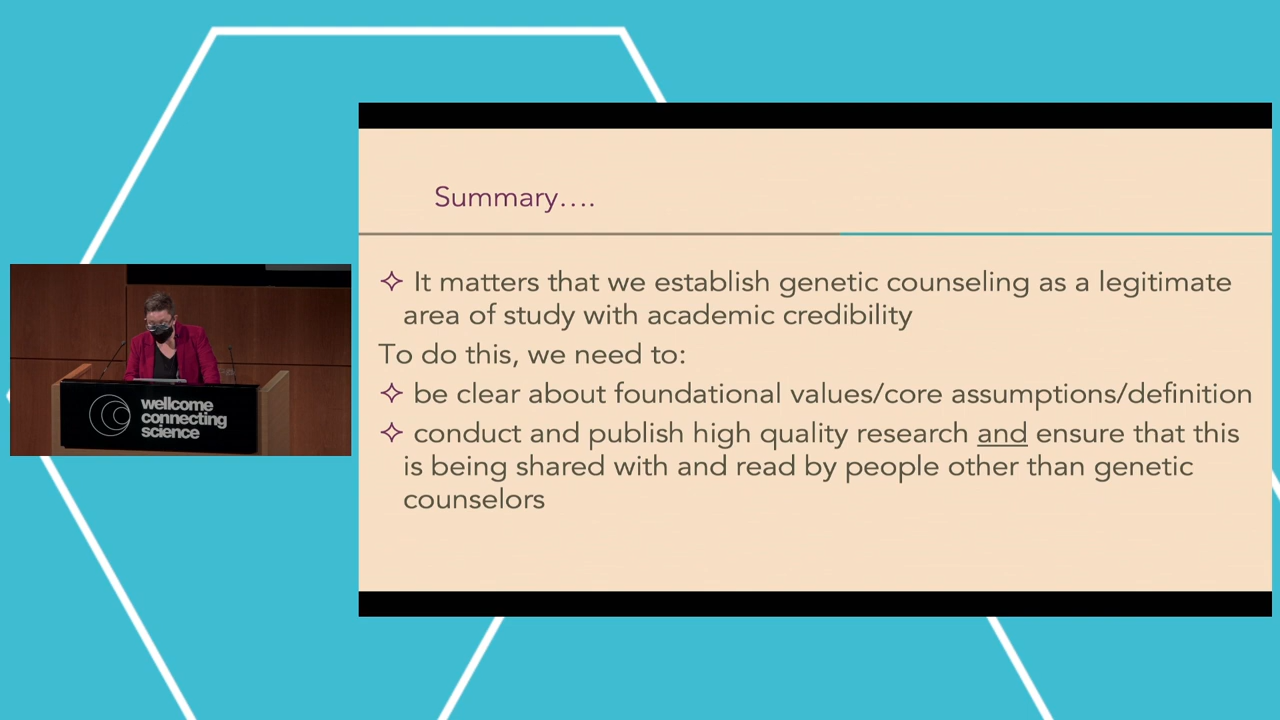 Summary….
✧ It matters that we establish genetic counseling as a legitimate
area of study with academic credibility
To do this, we need to:
✧ be clear about foundational values/core assumptions/definition
✧ conduct and publish high quality research and ensure that this
is being shared with and read by people other than genetic
counselors
wellcome
connecting
science